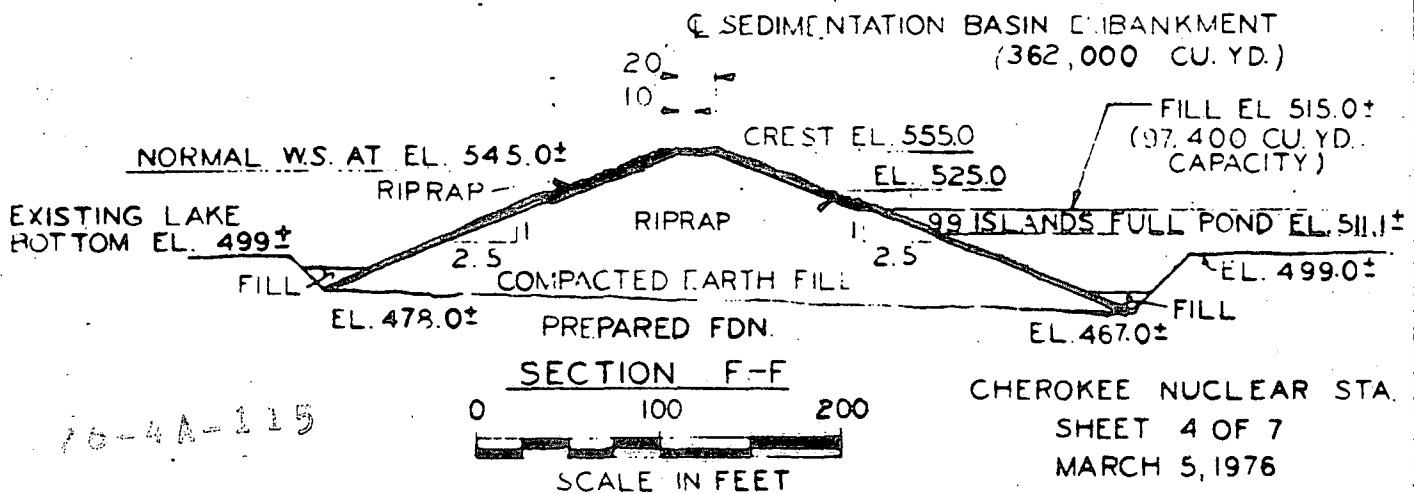 ℄ SEDIMENTATION BASIN EMBANKMENT
(362,000 CU. YD.)
20
10
FILL EL 515.0±
(97,400 CU. YD.
CAPACITY)
CREST EL. 555.0
NORMAL W.S. AT EL. 545.0±
RIPRAP
EL. 525.0
EXISTING LAKE
BOTTOM EL. 499±
RIPRAP
99 ISLANDS FULL POND EL. 511.1±
1
2.5
1
2.5
EL. 499.0±
FILL
COMPACTED EARTH FILL
FILL
EL. 478.0±
PREPARED FDN.
EL. 467.0±
SECTION F-F
0 100 200
SCALE IN FEET
CHEROKEE NUCLEAR STA.
SHEET 4 OF 7
MARCH 5, 1976